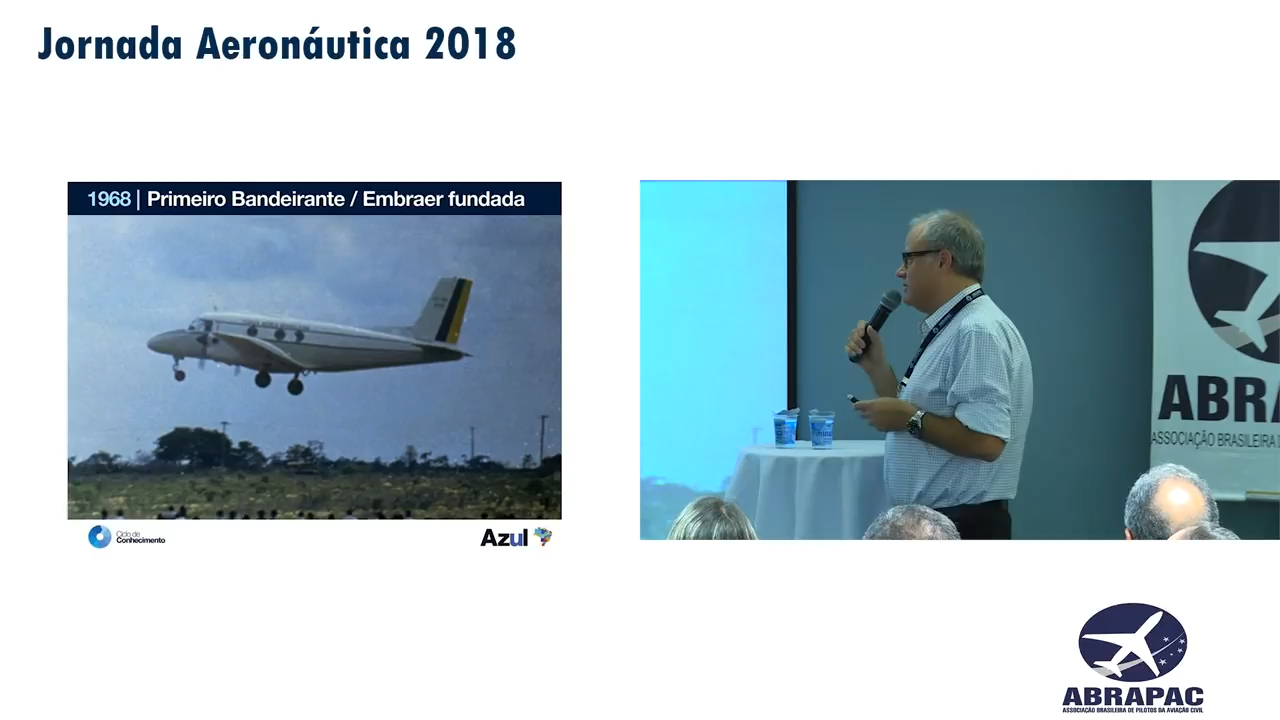 Jornada Aeronáutica 2018
1968 | Primeiro Bandeirante / Embraer fundada
Ciclo de
Conhecimento
Azul
ABRA
ASSOCIAÇÃO BRASILEIRA D
ABRAPAC
ASSOCIAÇÃO BRASILEIRA DE PILOTOS DA AVIAÇÃO CIVIL